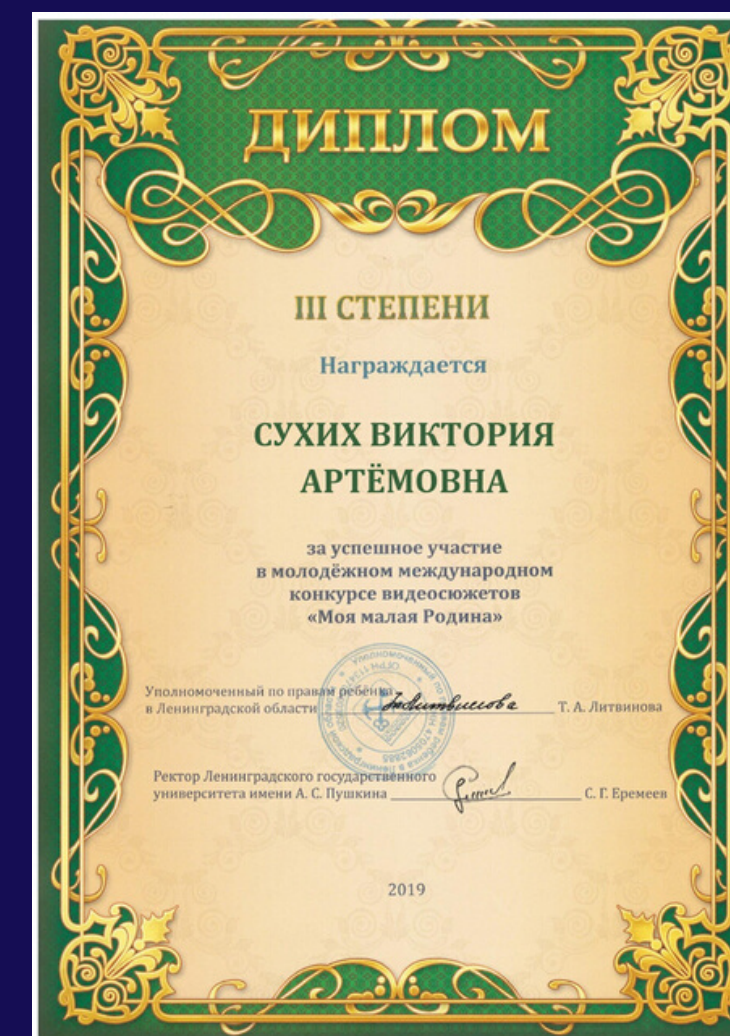 ДИПЛОМ
III СТЕПЕНИ
Награждается
СУХИХ ВИКТОРИЯ
АРТЁМОВНА
за успешное участие
в молодёжном международном
конкурсе видеосюжетов
«Моя малая Родина»
Уполномоченный по правам ребёнка
в Ленинградской области Т. А. Литвинова
Ректор Ленинградского государственного
университета имени А. С. Пушкина С. Г. Еремеев
2019